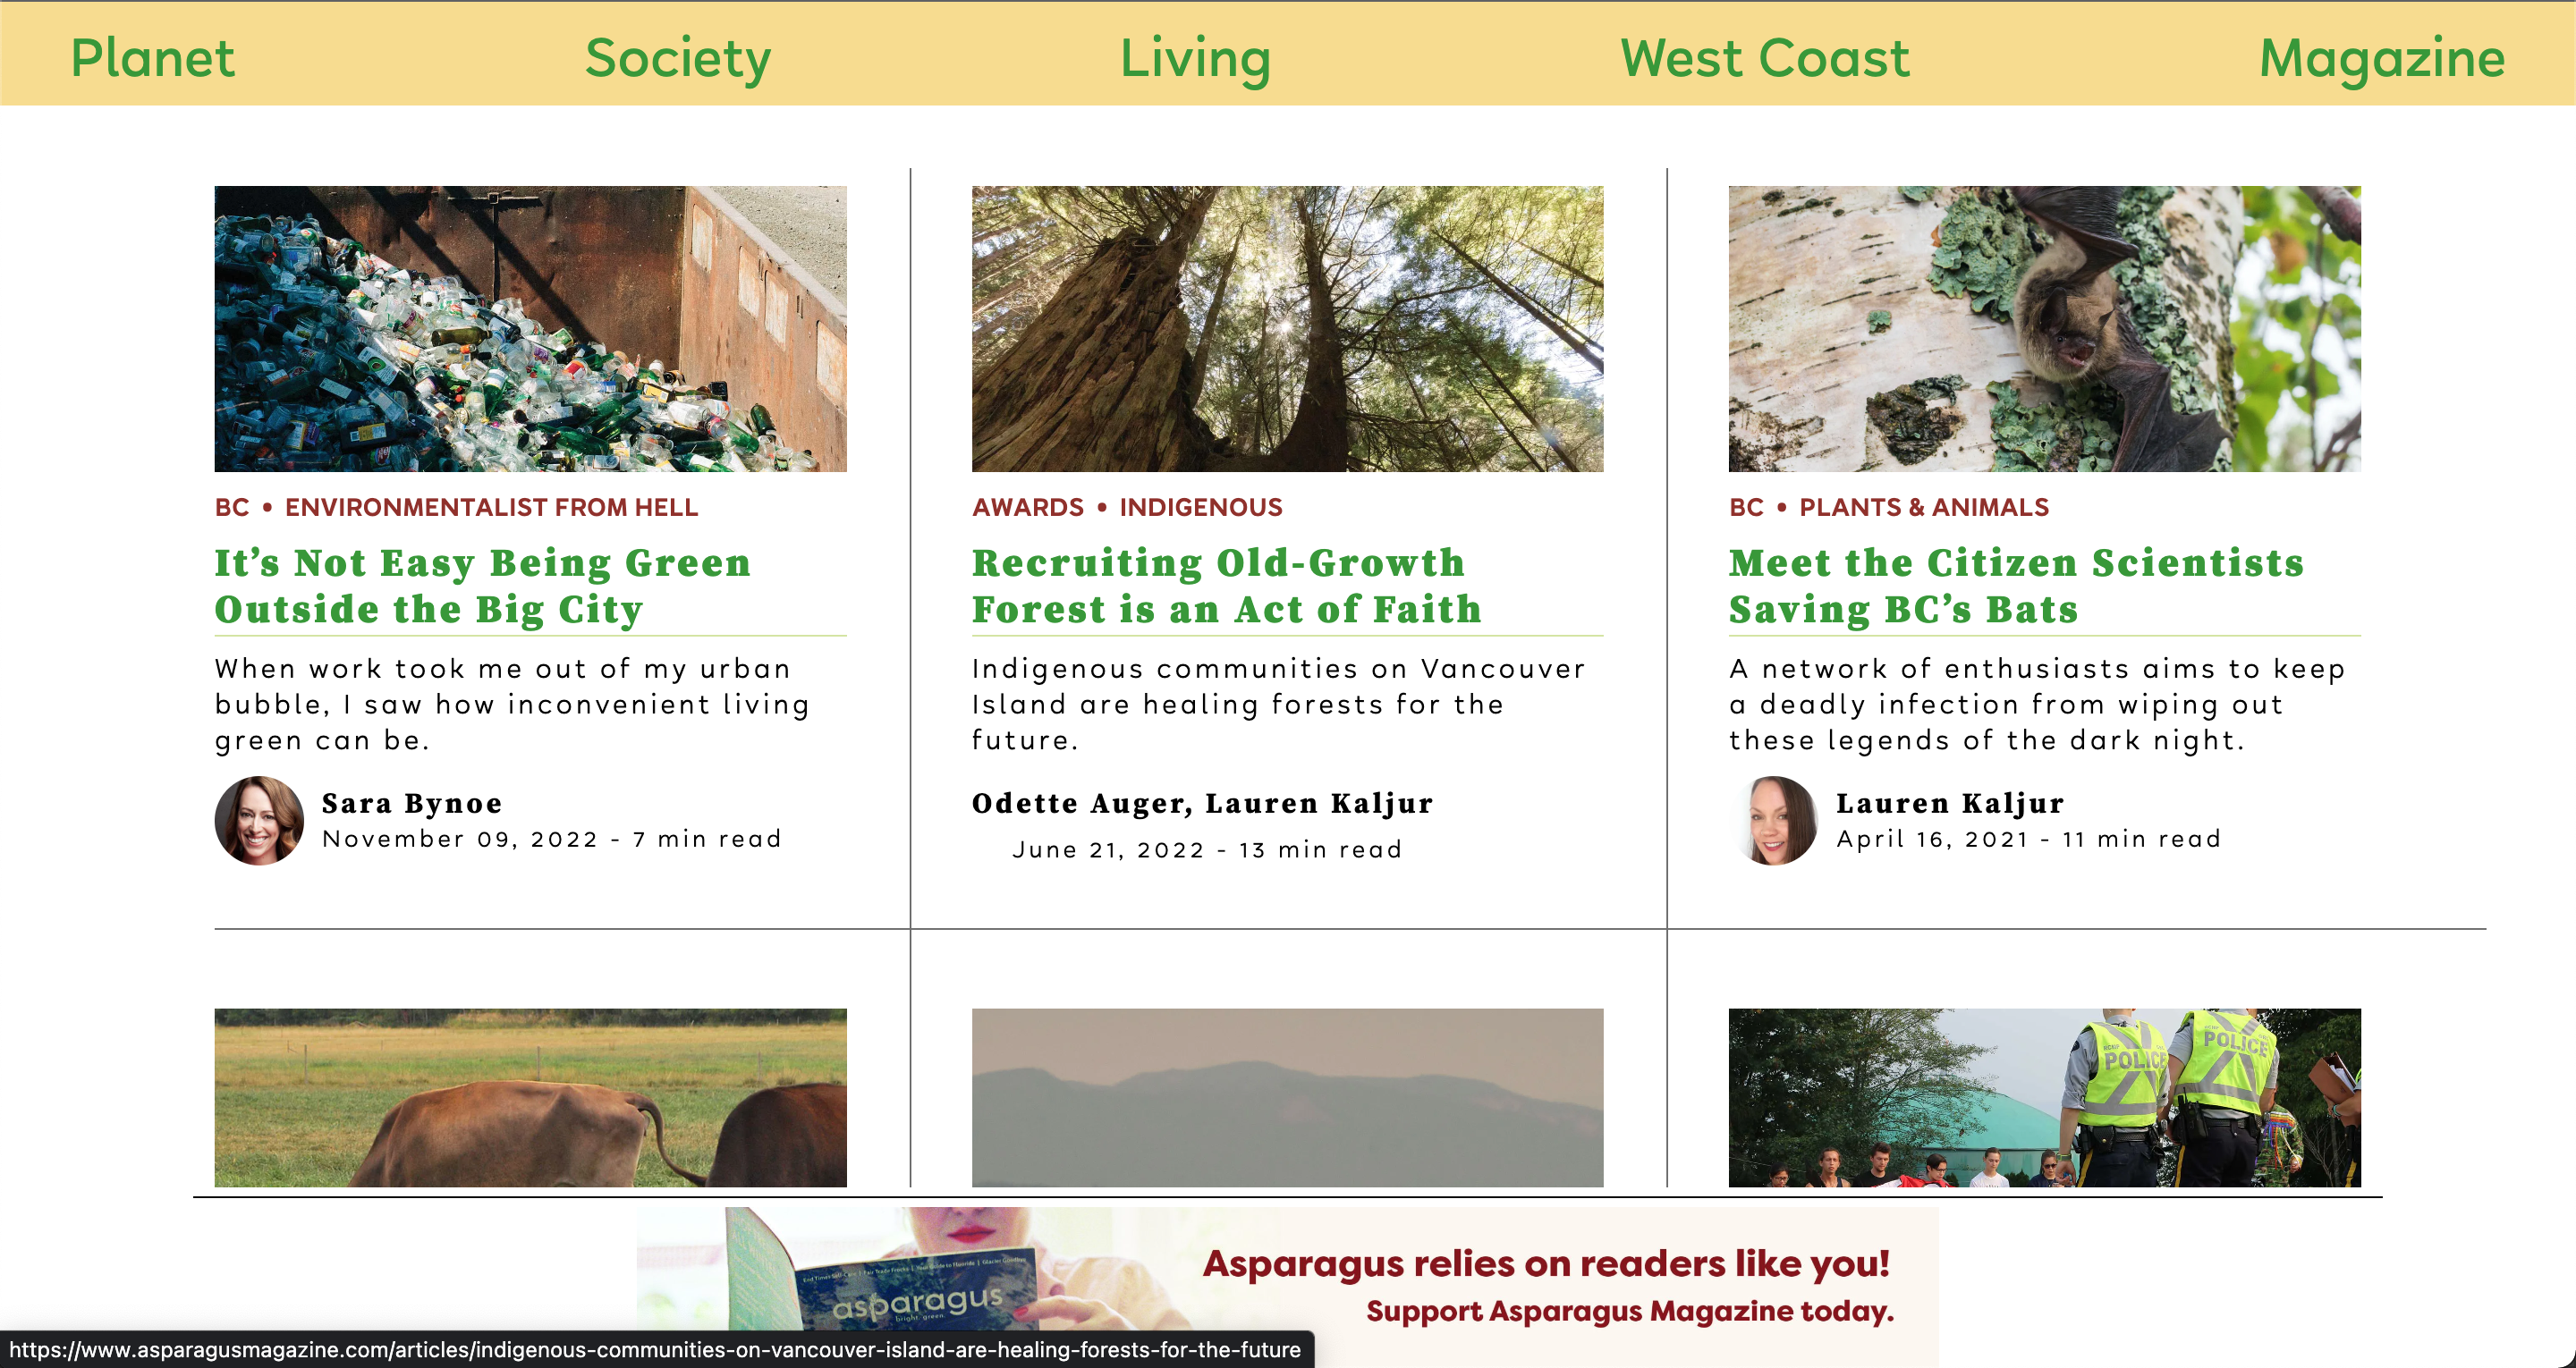 Planet
Society
Living
West Coast
Magazine
BC • ENVIRONMENTALIST FROM HELL
It’s Not Easy Being Green
Outside the Big City
When work took me out of my urban
bubble, I saw how inconvenient living
green can be.
Sara Bynoe
November 09, 2022 - 7 min read
AWARDS • INDIGENOUS
Recruiting Old-Growth
Forest is an Act of Faith
Indigenous communities on Vancouver
Island are healing forests for the
future.
Odette Auger, Lauren Kaljur
June 21, 2022 - 13 min read
BC • PLANTS & ANIMALS
Meet the Citizen Scientists
Saving BC’s Bats
A network of enthusiasts aims to keep
a deadly infection from wiping out
these legends of the dark night.
Lauren Kaljur
April 16, 2021 - 11 min read
POLICE
POLICE
asparagus
bright. green.
Asparagus relies on readers like you!
Support Asparagus Magazine today.
https://www.asparagusmagazine.com/articles/indigenous-communities-on-vancouver-island-are-healing-forests-for-the-future